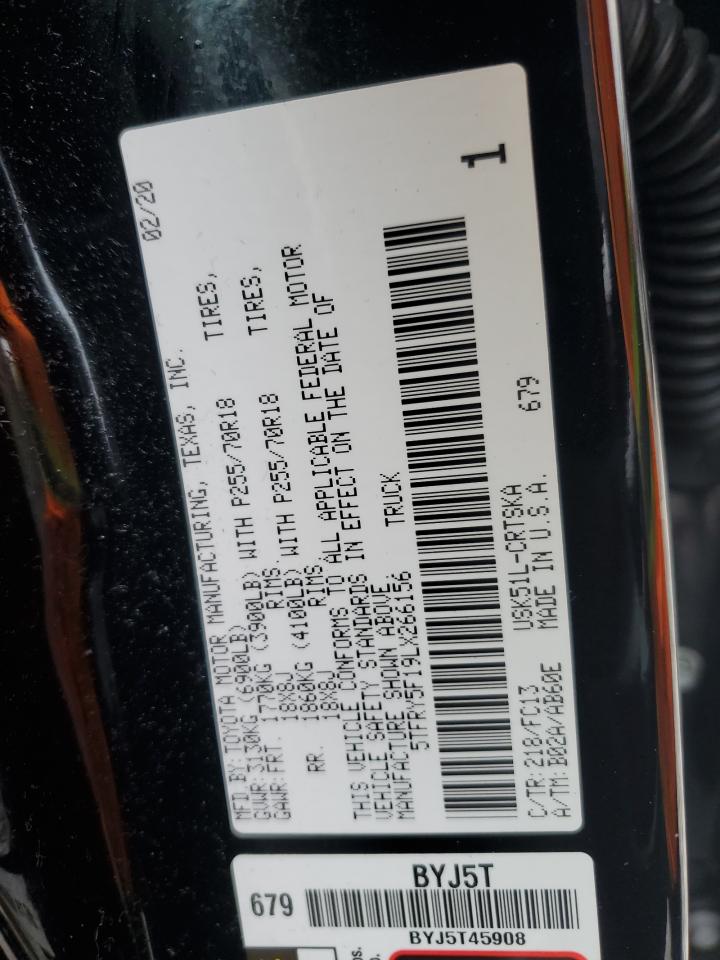 MFD. BY: TOYOTA MOTOR MANUFACTURING, TEXAS, INC. 02/20
GVWR: 3130KG (6900LB)
GAWR: FRT. 1770KG (3900LB) WITH P255/70R18 TIRES,
18X8J RIMS.
RR. 1860KG (4100LB) WITH P255/70R18 TIRES,
18X8J RIMS.
THIS VEHICLE CONFORMS TO ALL APPLICABLE FEDERAL MOTOR
VEHICLE SAFETY STANDARDS IN EFFECT ON THE DATE OF
MANUFACTURE SHOWN ABOVE.
5TFRY5F19LX266156 TRUCK
1
C/TR: 218/FC13 USK51L-CRTSKA 679
A/TM: B02A/AB60E MADE IN U.S.A.
BYJ5T
679
BYJ5T45908